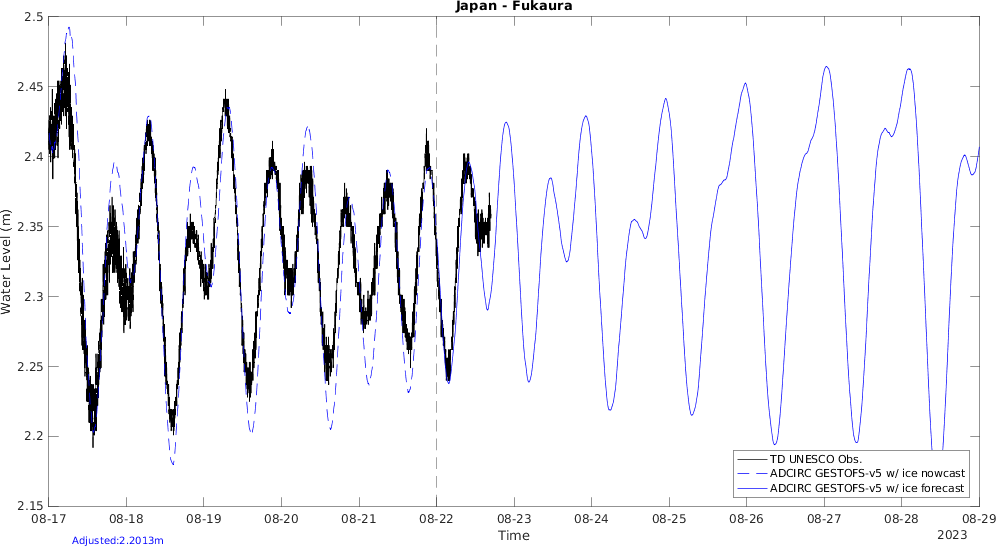 Japan - Fukaura
2.5
2.45
2.4
2.35
2.3
2.25
2.2
2.15
Water Level (m)
TD UNESCO Obs.
ADCIRC GESTOFS-v5 w/ ice nowcast
ADCIRC GESTOFS-v5 w/ ice forecast
08-17 08-18 08-19 08-20 08-21 08-22 08-23 08-24 08-25 08-26 08-27 08-28 08-29
Time
2023
Adjusted:2.2013m